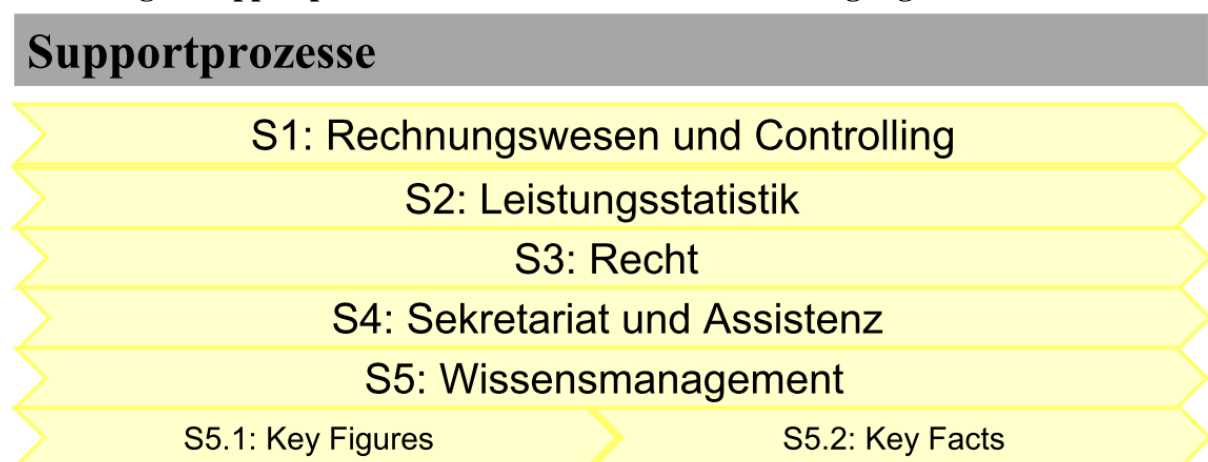 Supportprozesse
S1: Rechnungswesen und Controlling
S2: Leistungsstatistik
S3: Recht
S4: Sekretariat und Assistenz
S5: Wissensmanagement
S5.1: Key Figures
S5.2: Key Facts